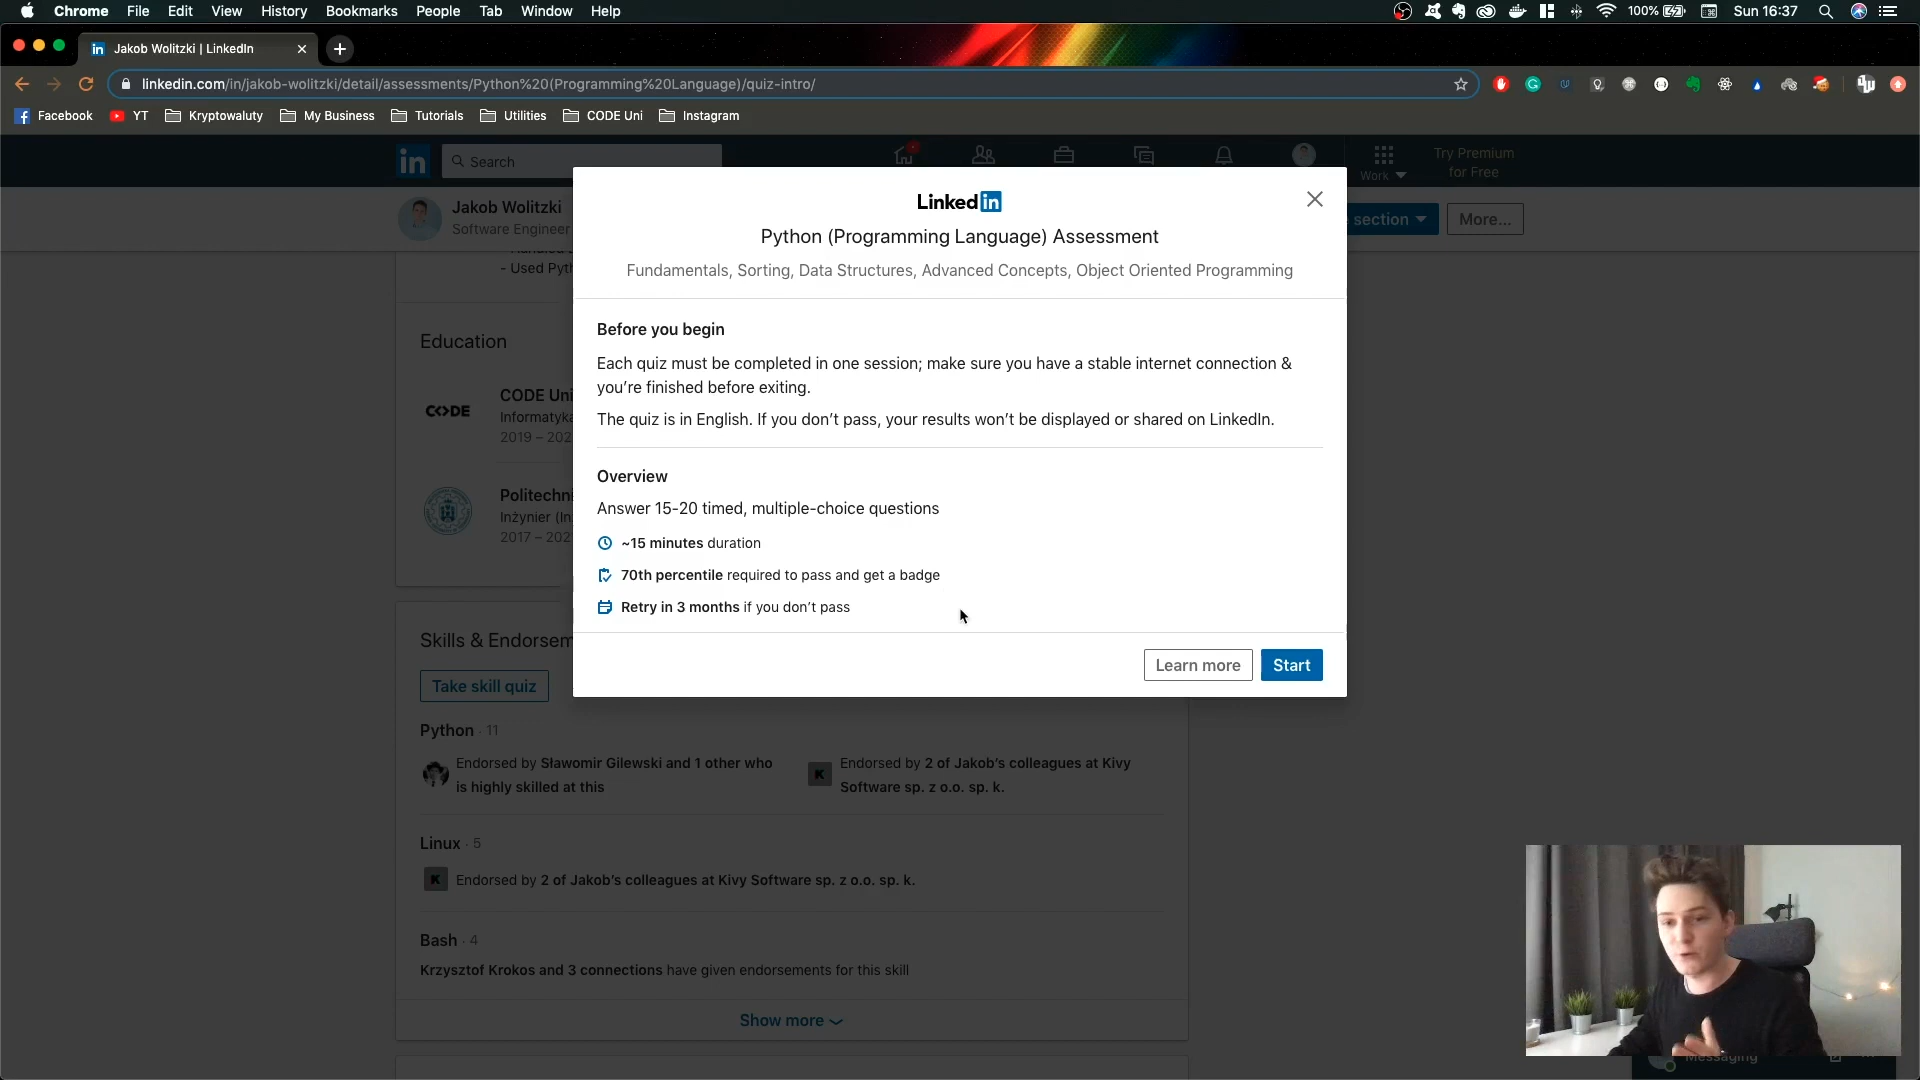 Chrome File Edit View History Bookmarks People Tab Window Help
100% Sun 16:37
Jakob Wolitzki | LinkedIn
linkedin.com/in/jakob-wolitzki/detail/assessments/Python%20(Programming%20Language)/quiz-intro/
Facebook YT Kryptowaluty My Business Tutorials Utilities CODE Uni Instagram
in Search Work Try Premium
for Free
Jakob Wolitzki
Software Engineer
section More...
- Used Pyth
Linkedin
Python (Programming Language) Assessment
Fundamentals, Sorting, Data Structures, Advanced Concepts, Object Oriented Programming
Before you begin
Each quiz must be completed in one session; make sure you have a stable internet connection &
you’re finished before exiting.
The quiz is in English. If you don’t pass, your results won’t be displayed or shared on LinkedIn.
Overview
Answer 15-20 timed, multiple-choice questions
~15 minutes duration
70th percentile required to pass and get a badge
Retry in 3 months if you don’t pass
Learn more Start
Education
CODE
CODE Uni
Informatyka
2019 – 202
Politechni
Inżynier (In
2017 – 202
Skills & Endorsem
Take skill quiz
Python · 11
Endorsed by Sławomir Gilewski and 1 other who
is highly skilled at this
K
Endorsed by 2 of Jakob’s colleagues at Kivy
Software sp. z o.o. sp. k.
Linux · 5
K
Endorsed by 2 of Jakob’s colleagues at Kivy Software sp. z o.o. sp. k.
Bash · 4
Krzysztof Krokos and 3 connections have given endorsements for this skill
Show more
Messaging